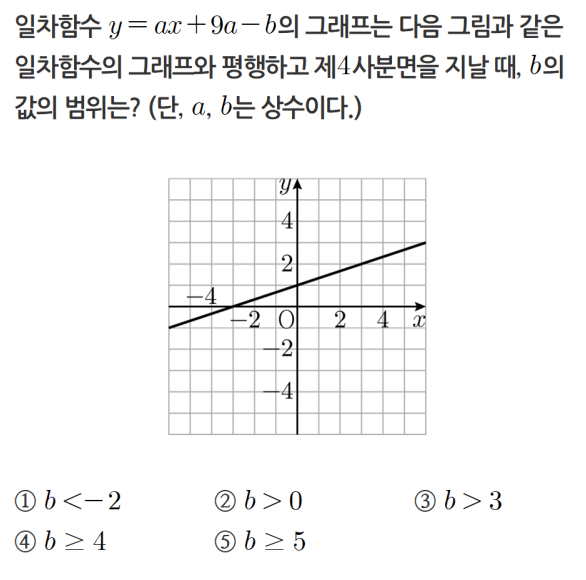 일차함수 y = ax + 9a - b의 그래프는 다음 그림과 같은
일차함수의 그래프와 평행하고 제4사분면을 지날 때, b의
값의 범위는? (단, a, b는 상수이다.)
y
4
2
-4
-2 O 2 4 x
-2
-4
① b < -2 ② b > 0 ③ b > 3
④ b ≥ 4 ⑤ b ≥ 5